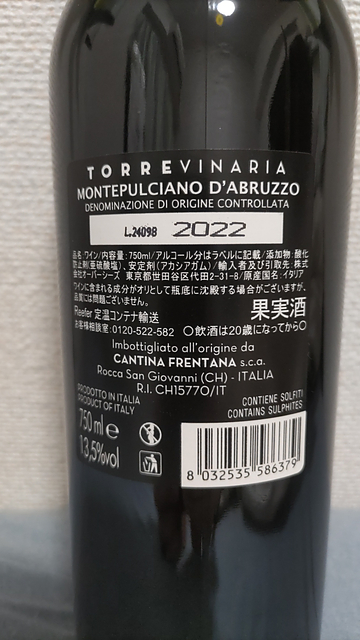 TORREVINARIA
MONTEPULCIANO D'ABRUZZO
DENOMINAZIONE DI ORIGINE CONTROLLATA
L.24098 2022
品名:ワイン/内容量:750ml/アルコール分はラベルに記載/添加物:酸化
防止剤(亜硫酸塩)、安定剤(アカシアガム)/輸入者及び引取先:株式
会社オーバーシーズ 東京都世田谷区代田2-31-8/原産国名:イタリア
ワインに含まれる成分がオリとして瓶底に沈殿する場合がございますが、
品質には問題ございません。
Reefer 定温コンテナ輸送
果実酒
お客様相談室:0120-522-582 〇飲酒は20歳になってから〇
Imbottigliato all'origine da
CANTINA FRENTANA s.c.a.
Rocca San Giovanni (CH) - ITALIA
R.I. CH15770/IT
PRODOTTO IN ITALIA
PRODUCT OF ITALY
CONTIENE SOLFITI
CONTAINS SULPHITES
750 ml e
13,5%vol
8 032535 586379